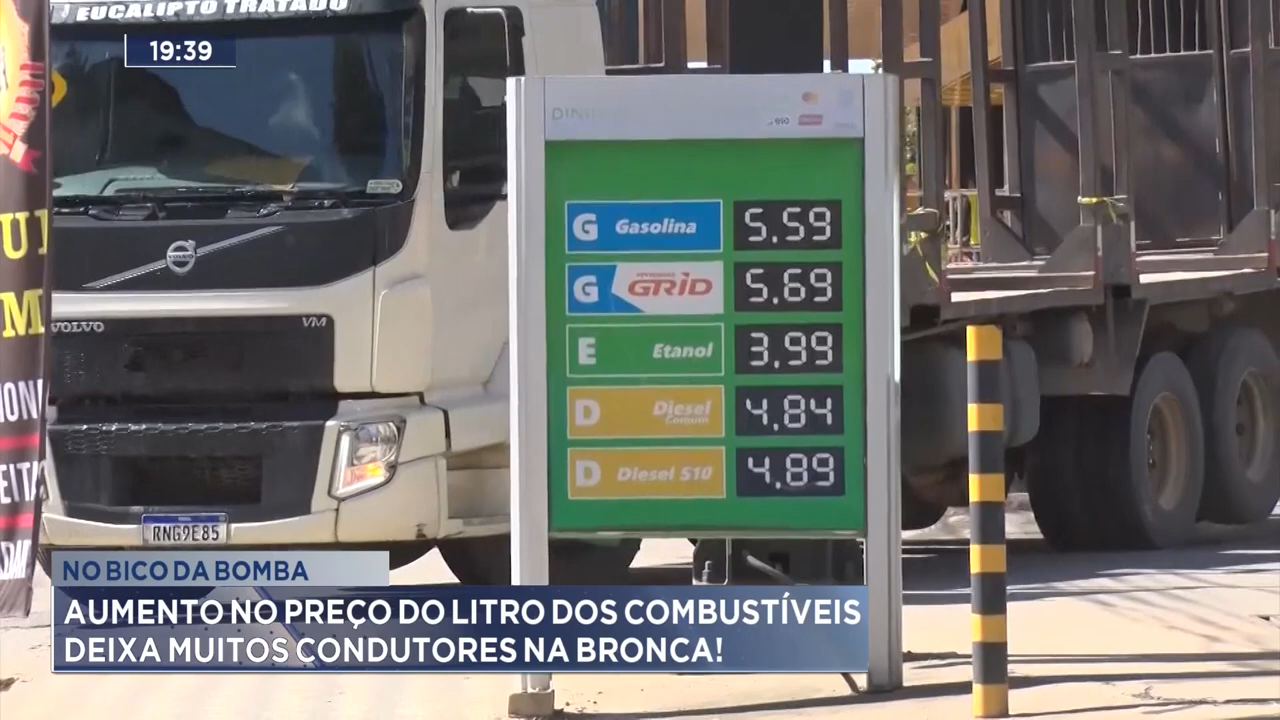 EUCALIPTO TRATADO
19:39
VOLVO
VOLVO
VM
RNG9E85
G Gasolina 5.59
G GRID 5.69
E Etanol 3.99
D Diesel Comum 4.84
D Diesel S10 4.89
NO BICO DA BOMBA
AUMENTO NO PREÇO DO LITRO DOS COMBUSTÍVEIS
DEIXA MUITOS CONDUTORES NA BRONCA!